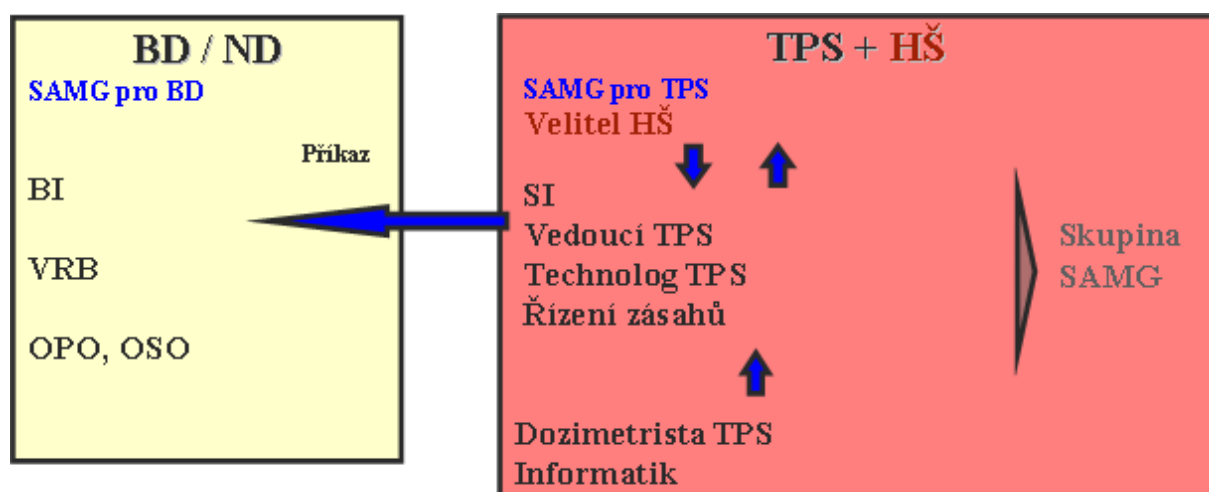 BD / ND
SAMG pro BD
Příkaz
BI
VRB
OPO, OSO
TPS + HŠ
SAMG pro TPS
Velitel HŠ
SI
Vedoucí TPS
Technolog TPS
Řízení zásahů
Skupina
SAMG
Dozimetrista TPS
Informatik